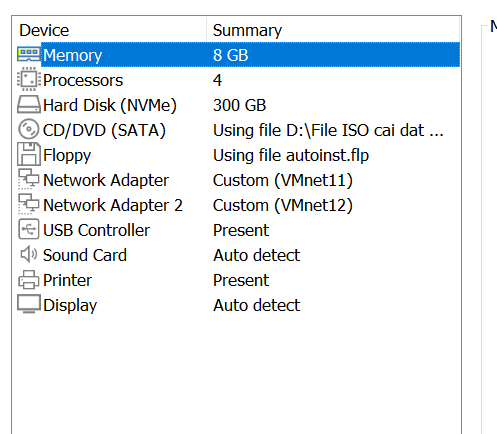 Device Summary
Memory 8 GB
Processors 4
Hard Disk (NVMe) 300 GB
CD/DVD (SATA) Using file D:\File ISO cai dat ...
Floppy Using file autoinst.flp
Network Adapter Custom (VMnet11)
Network Adapter 2 Custom (VMnet12)
USB Controller Present
Sound Card Auto detect
Printer Present
Display Auto detect